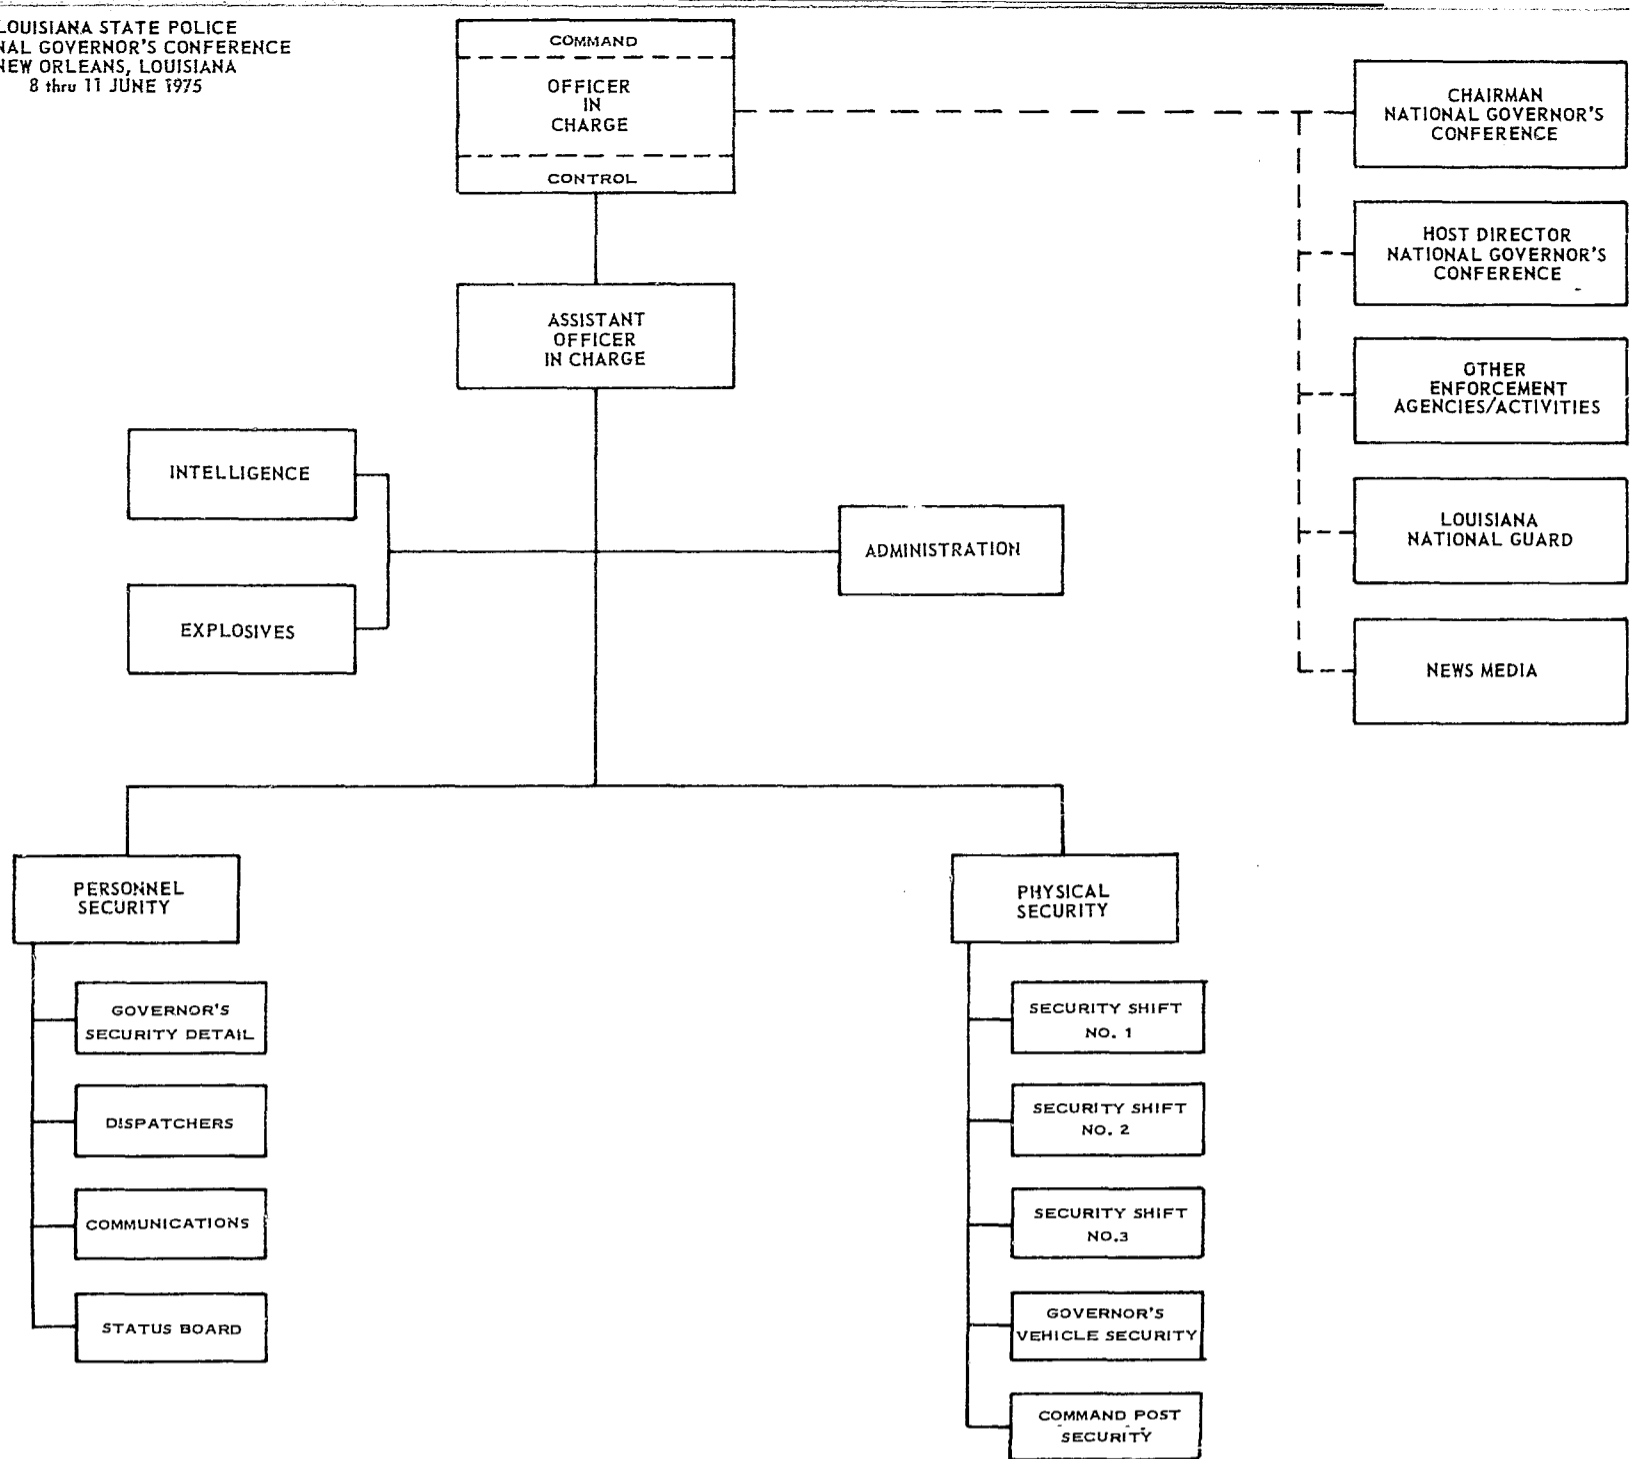 LOUISIANA STATE POLICE
GOVERNOR'S CONFERENCE
NEW ORLEANS, LOUISIANA
8 thru 11 JUNE 1975
COMMAND
OFFICER
IN
CHARGE
CONTROL
CHAIRMAN
NATIONAL GOVERNOR'S
CONFERENCE
HOST DIRECTOR
NATIONAL GOVERNOR'S
CONFERENCE
ASSISTANT
OFFICER
IN CHARGE
OTHER
ENFORCEMENT
AGENCIES/ACTIVITIES
INTELLIGENCE
LOUISIANA
NATIONAL GUARD
ADMINISTRATION
EXPLOSIVES
NEWS MEDIA
PERSONNEL
SECURITY
GOVERNOR'S
SECURITY DETAIL
DISPATCHERS
COMMUNICATIONS
STATUS BOARD
PHYSICAL
SECURITY
SECURITY SHIFT
NO. 1
SECURITY SHIFT
NO. 2
SECURITY SHIFT
NO.3
GOVERNOR'S
VEHICLE SECURITY
COMMAND POST
SECURITY